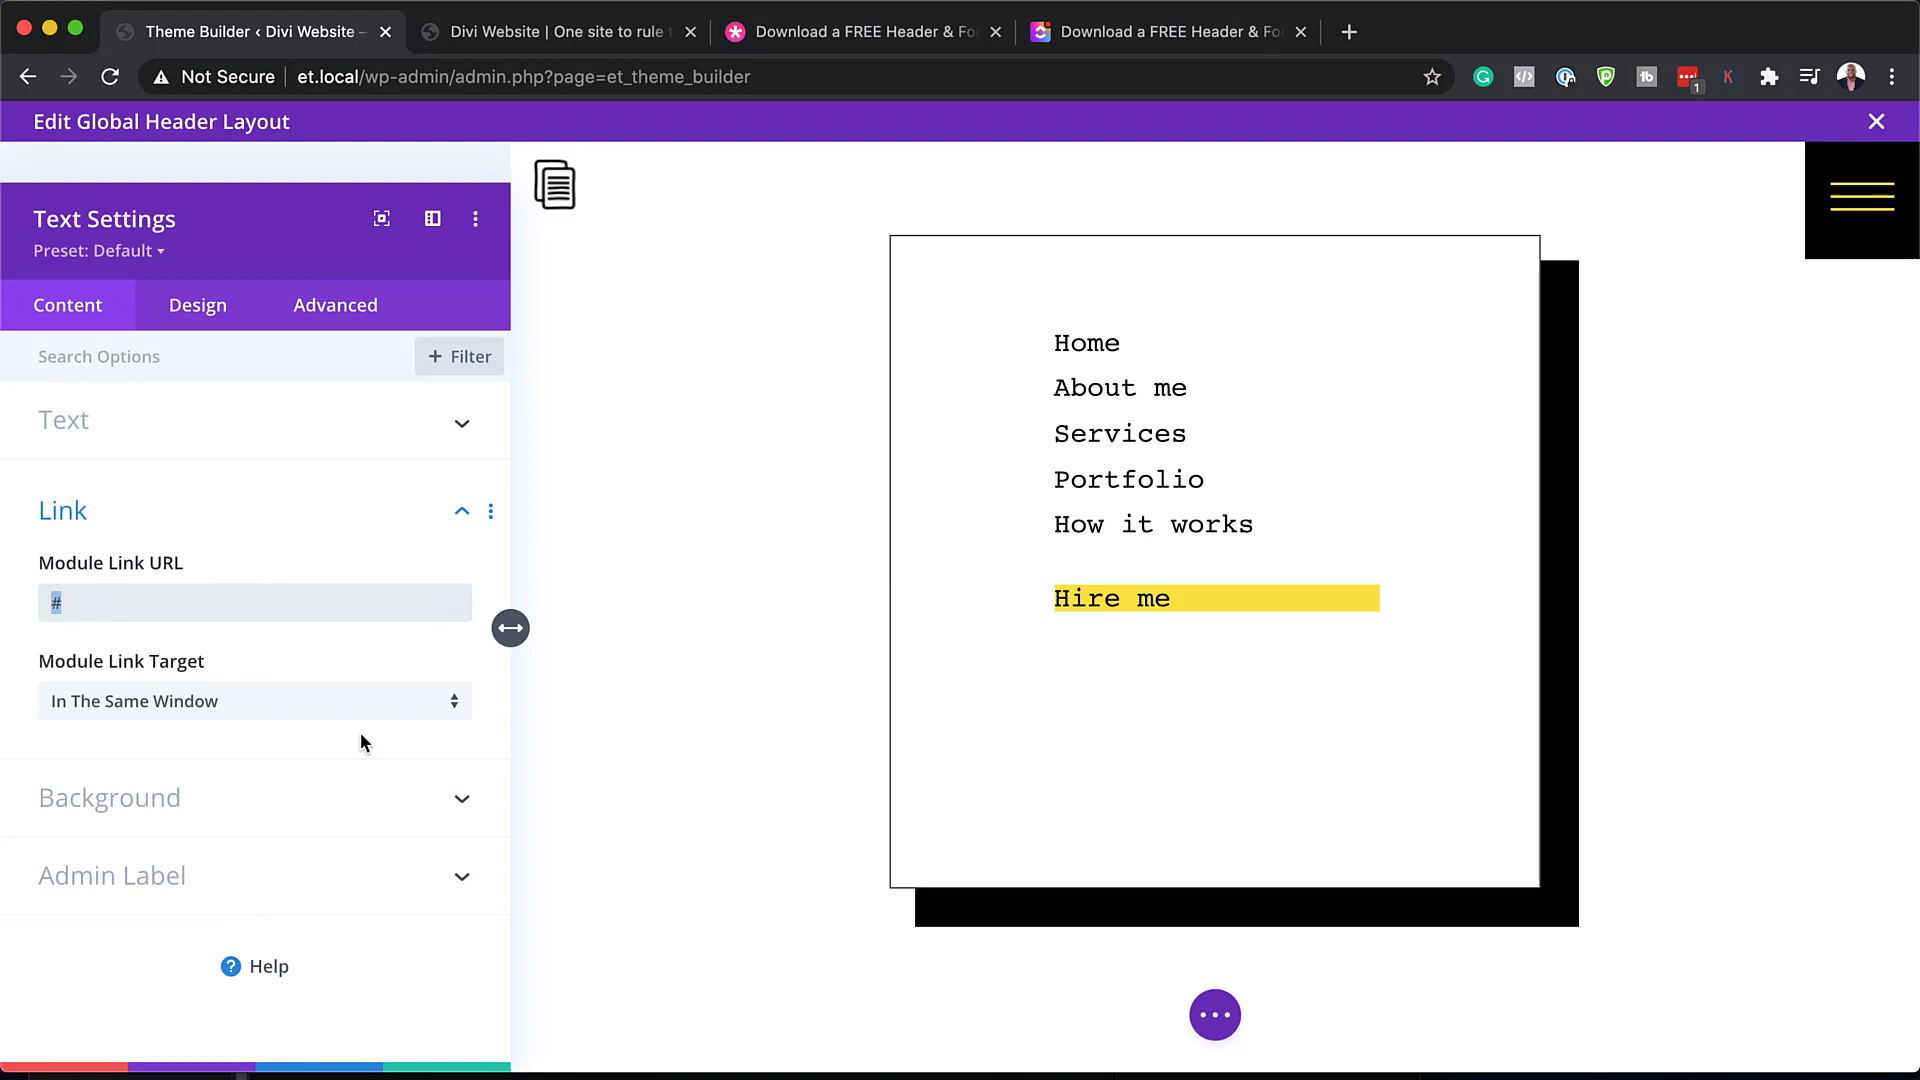 Theme Builder ‹ Divi Website –
Divi Website | One site to rule t
Download a FREE Header & Fo
Download a FREE Header & Fo
Not Secure
et.local/wp-admin/admin.php?page=et_theme_builder
tb
1
K
Edit Global Header Layout
Text Settings
Preset: Default
Content
Design
Advanced
Search Options
+ Filter
Text
Link
Module Link URL
#
Module Link Target
In The Same Window
Background
Admin Label
? Help
Home
About me
Services
Portfolio
How it works
Hire me